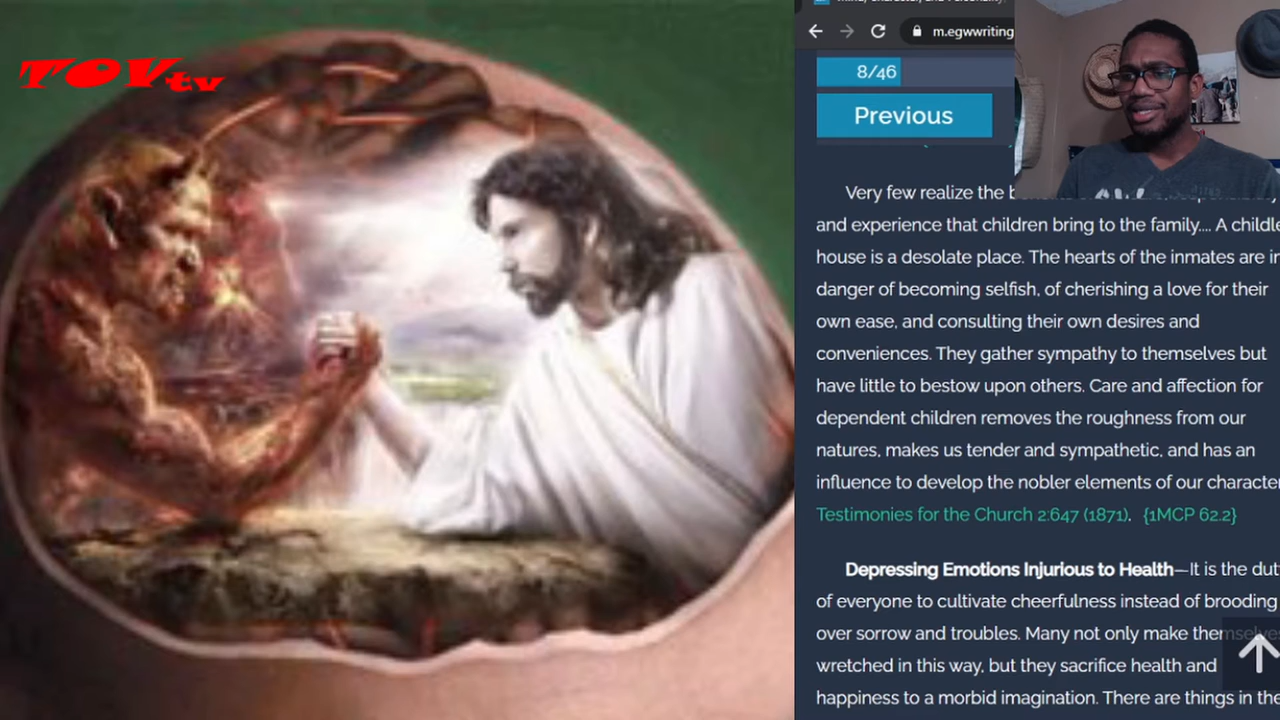 TOVtv
m.egwwriting
8/46
Previous
Very few realize the b
and experience that children bring to the family.... A childle
house is a desolate place. The hearts of the inmates are in
danger of becoming selfish, of cherishing a love for their
own ease, and consulting their own desires and
conveniences. They gather sympathy to themselves but
have little to bestow upon others. Care and affection for
dependent children removes the roughness from our
natures, makes us tender and sympathetic, and has an
influence to develop the nobler elements of our character
Testimonies for the Church 2:647 (1871). {1MCP 62.2}
Depressing Emotions Injurious to Health—It is the dut
of everyone to cultivate cheerfulness instead of brooding
over sorrow and troubles. Many not only make themselves
wretched in this way, but they sacrifice health and
happiness to a morbid imagination. There are things in the